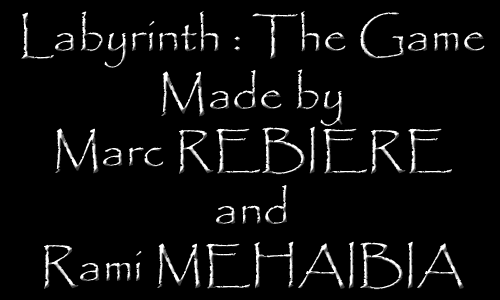 Labyrinth : The Game
Made by
Marc REBIERE
and
Rami MEHAIBIA